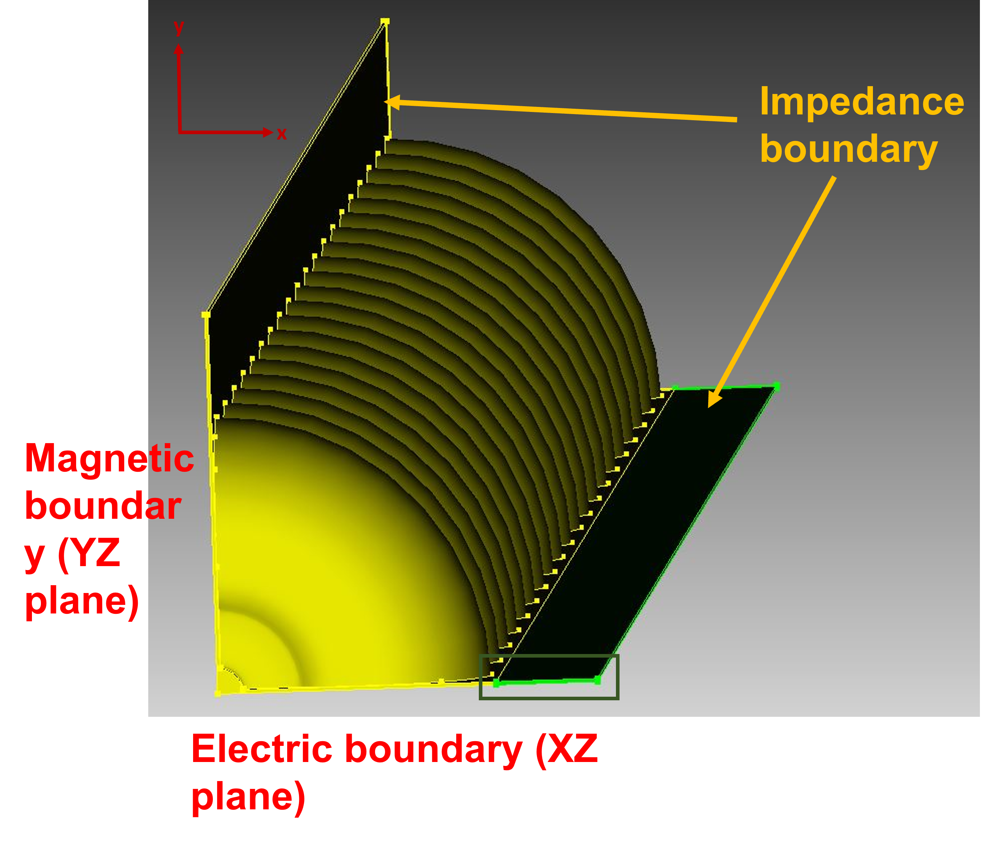 y
x
Impedance
boundary
Magnetic
boundar
y (YZ
plane)
Electric boundary (XZ
plane)